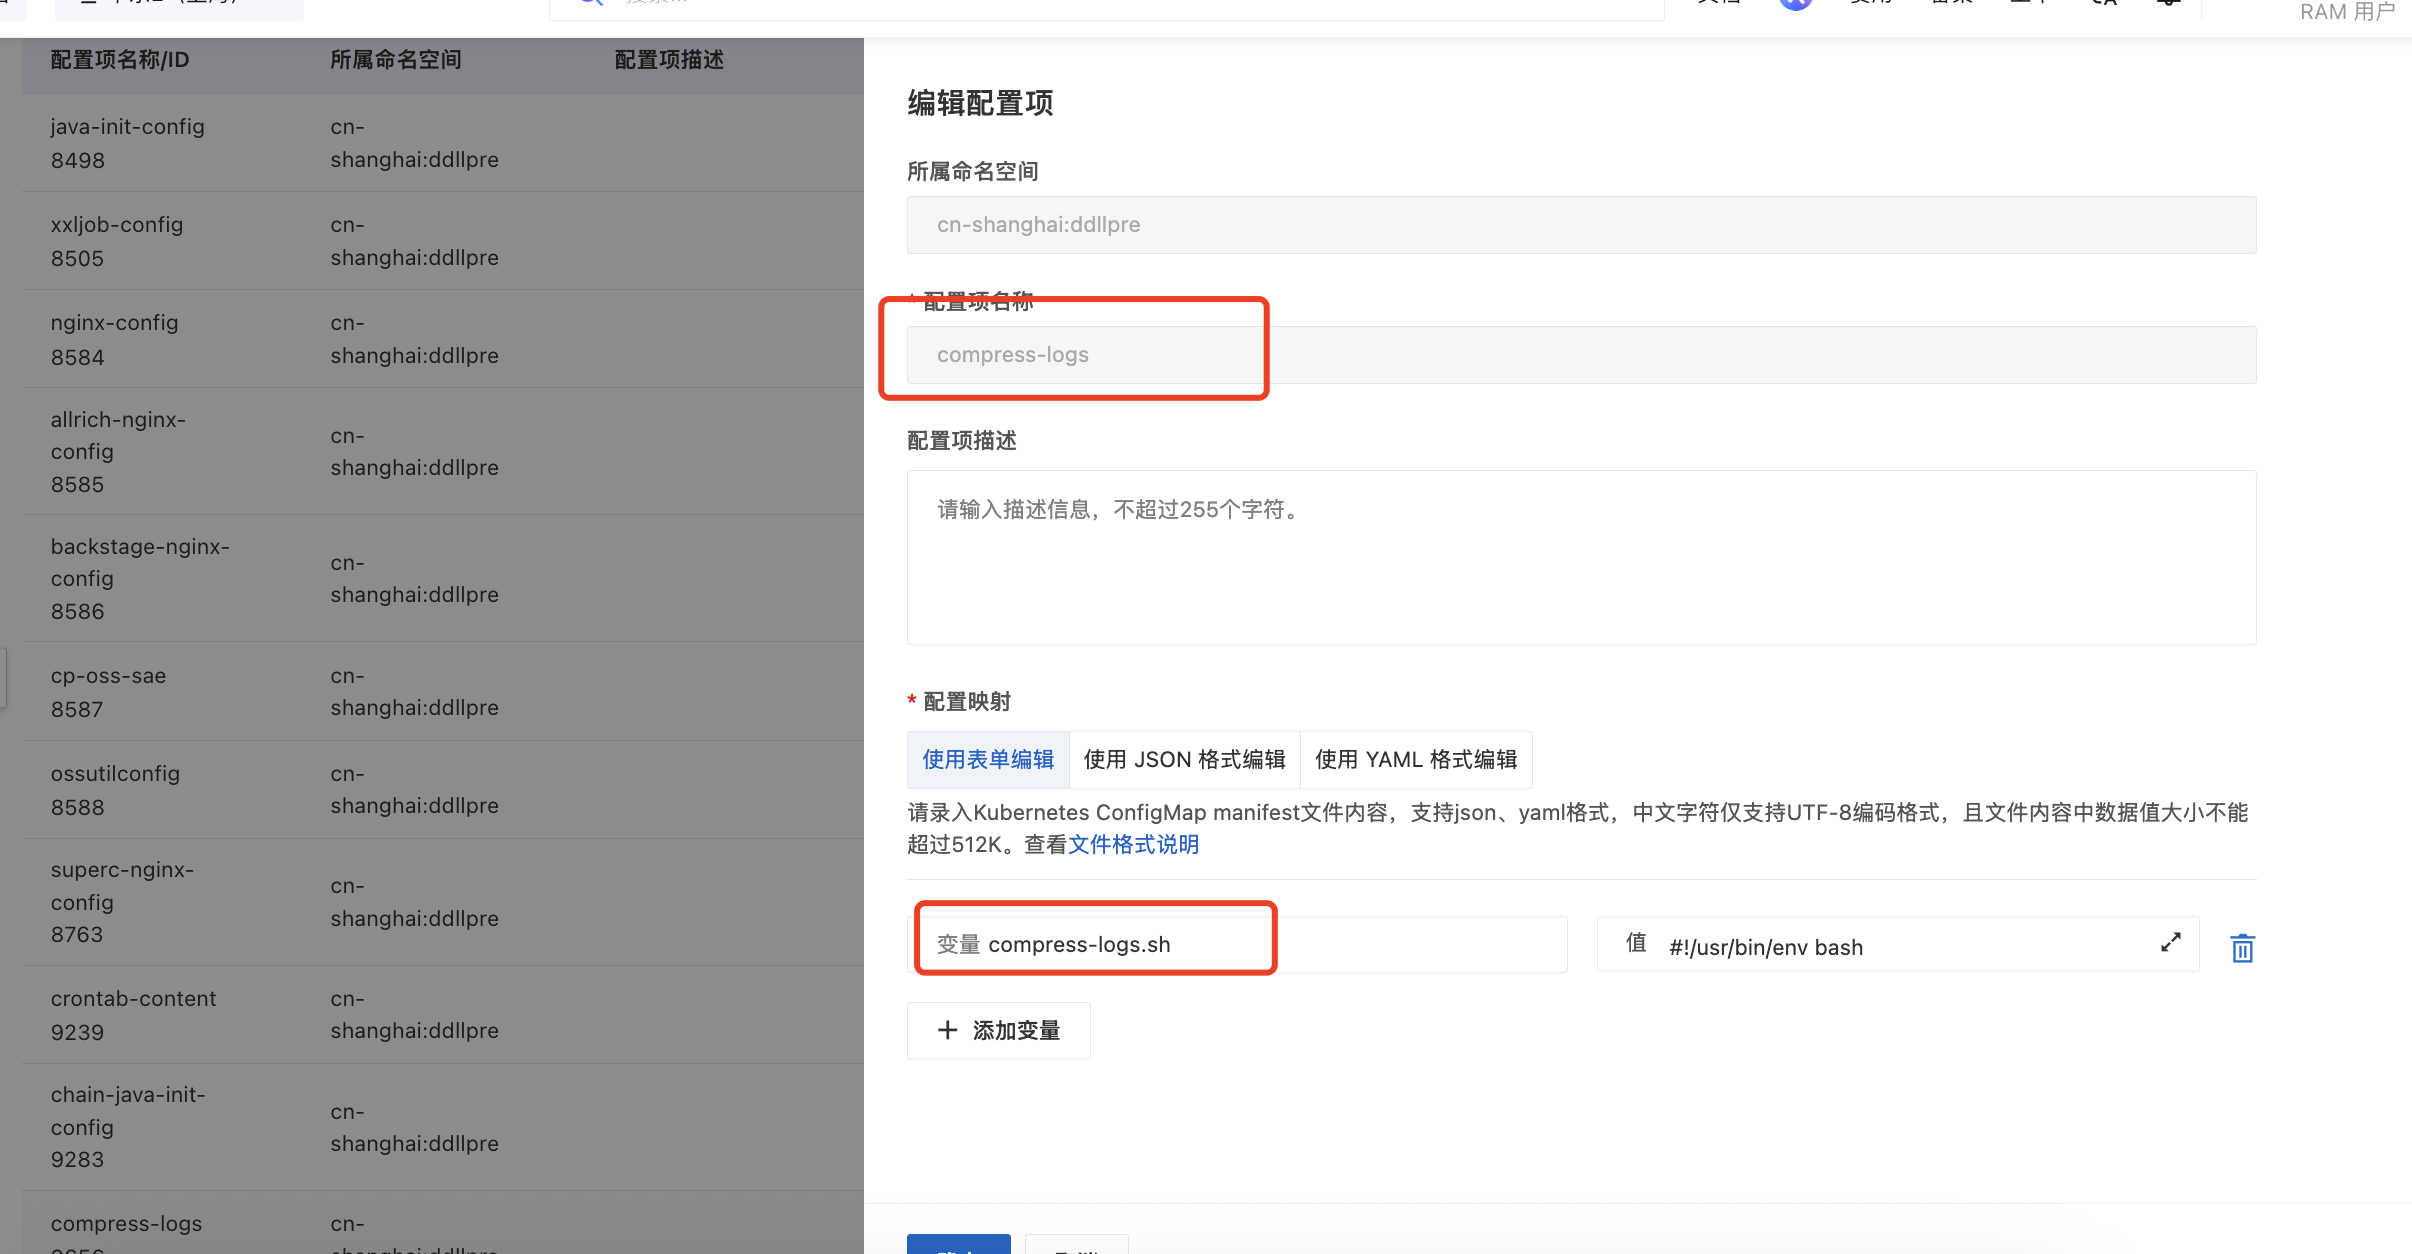 RAM 用户
配置项名称/ID 所属命名空间 配置项描述
java-init-config
8498
cn-
shanghai:ddllpre
xxljob-config
8505
cn-
shanghai:ddllpre
nginx-config
8584
cn-
shanghai:ddllpre
allrich-nginx-
config
8585
cn-
shanghai:ddllpre
backstage-nginx-
config
8586
cn-
shanghai:ddllpre
cp-oss-sae
8587
cn-
shanghai:ddllpre
ossutilconfig
8588
cn-
shanghai:ddllpre
superc-nginx-
config
8763
cn-
shanghai:ddllpre
crontab-content
9239
cn-
shanghai:ddllpre
chain-java-init-
config
9283
cn-
shanghai:ddllpre
compress-logs
cn-
编辑配置项
所属命名空间
cn-shanghai:ddllpre
* 配置项名称
compress-logs
配置项描述
请输入描述信息，不超过255个字符。
* 配置映射
使用表单编辑 使用 JSON 格式编辑 使用 YAML 格式编辑
请录入Kubernetes ConfigMap manifest文件内容，支持json、yaml格式，中文字符仅支持UTF-8编码格式，且文件内容中数据值大小不能
超过512K。查看文件格式说明
变量 compress-logs.sh 值 #!/usr/bin/env bash
添加变量